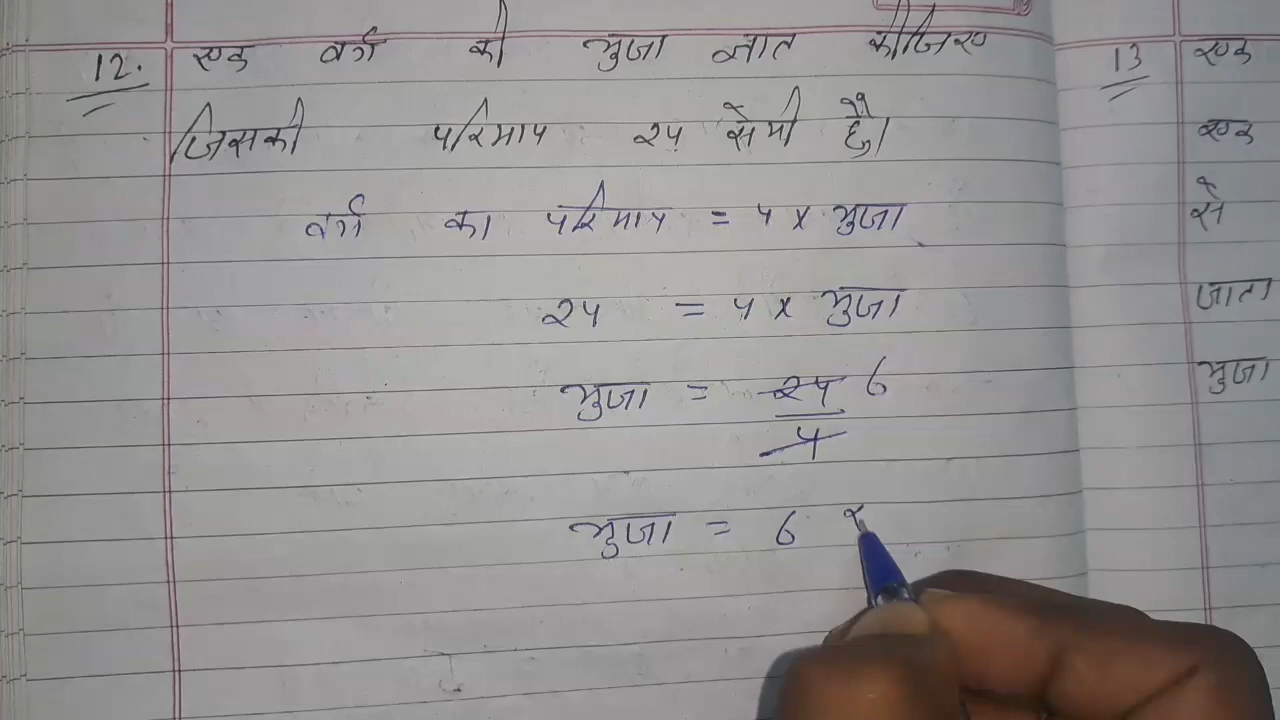 12. एक वर्ग की भुजा ज्ञात कीजिए
जिसकी परिमाप 24 सेमी है।
वर्ग का परिमाप = 4 x भुजा
24 = 4 x भुजा
भुजा = 24 6
4
भुजा = 6
13 एक
एक
से
जाता
भुजा